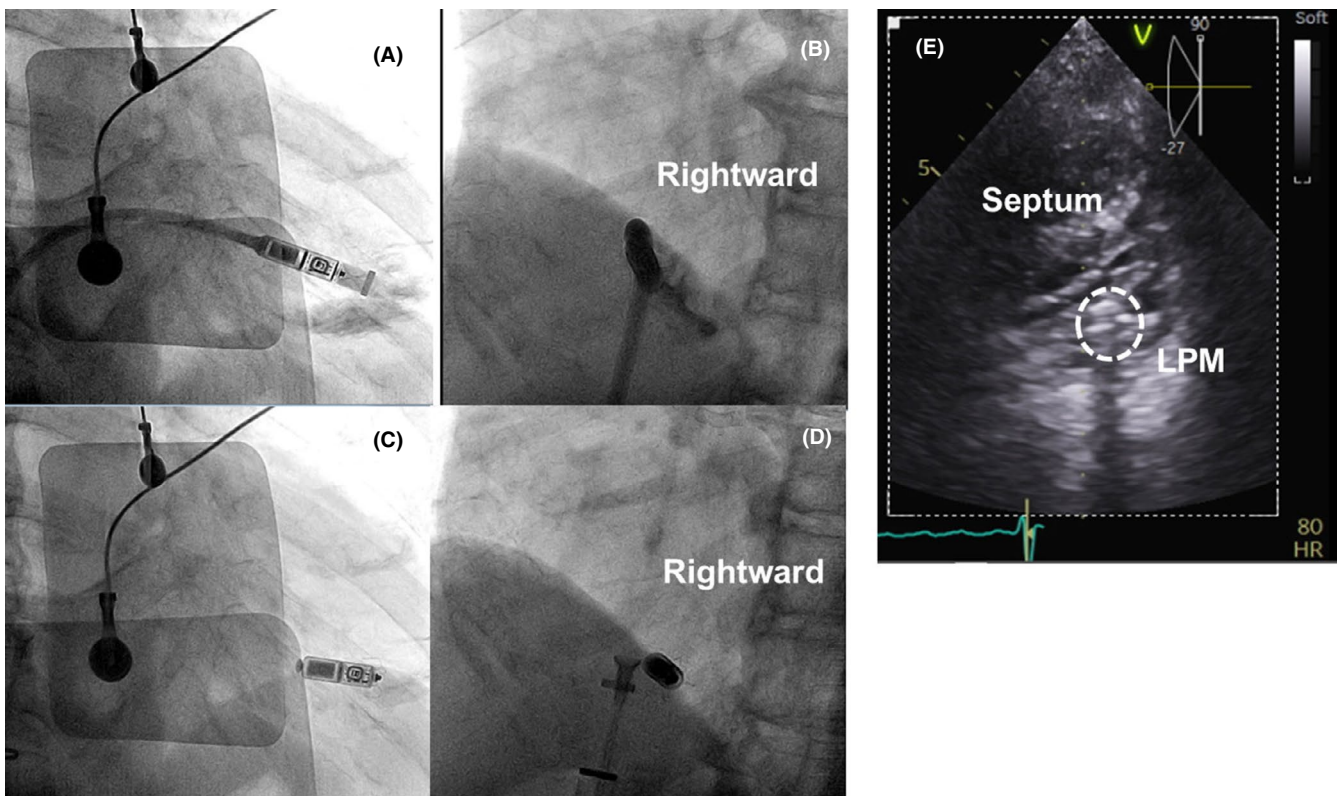 (A)
(B)
Rightward
(C)
(D)
Rightward
(E)
V
90
-27
5
Septum
LPM
80
HR
Soft